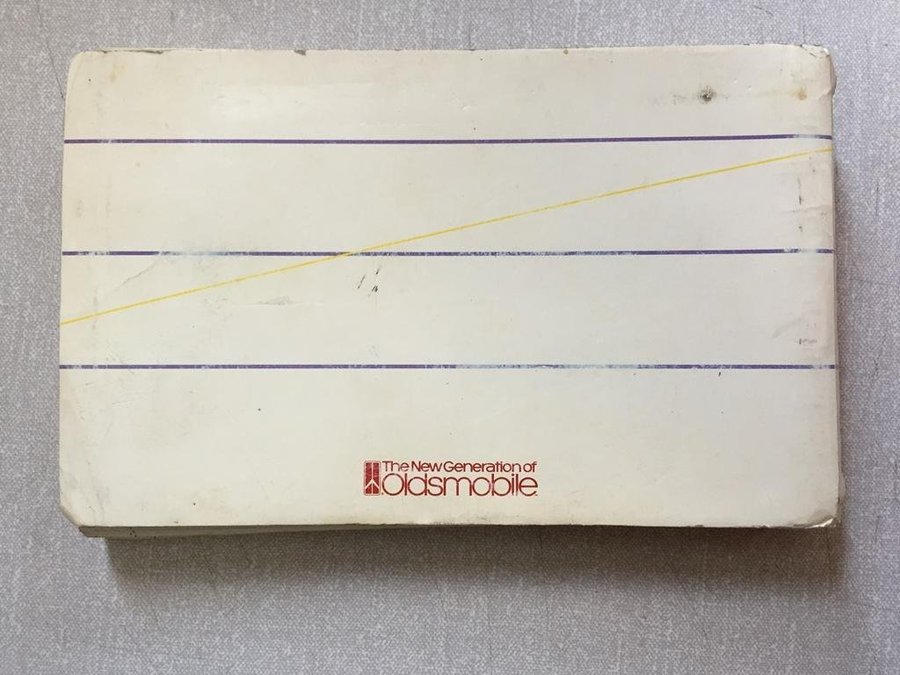 The New Generation of
Oldsmobile